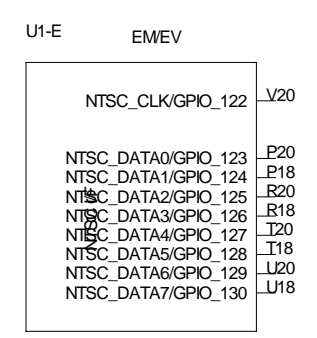 U1-E
EM/EV
NTSC_CLK/GPIO_122 V20
NTSC_DATA0/GPIO_123 P20
NTSC_DATA1/GPIO_124 P18
NTSC_DATA2/GPIO_125 R20
NTSC_DATA3/GPIO_126 R18
NTSC_DATA4/GPIO_127 T20
NTSC_DATA5/GPIO_128 T18
NTSC_DATA6/GPIO_129 U20
NTSC_DATA7/GPIO_130 U18
NTSC I/F